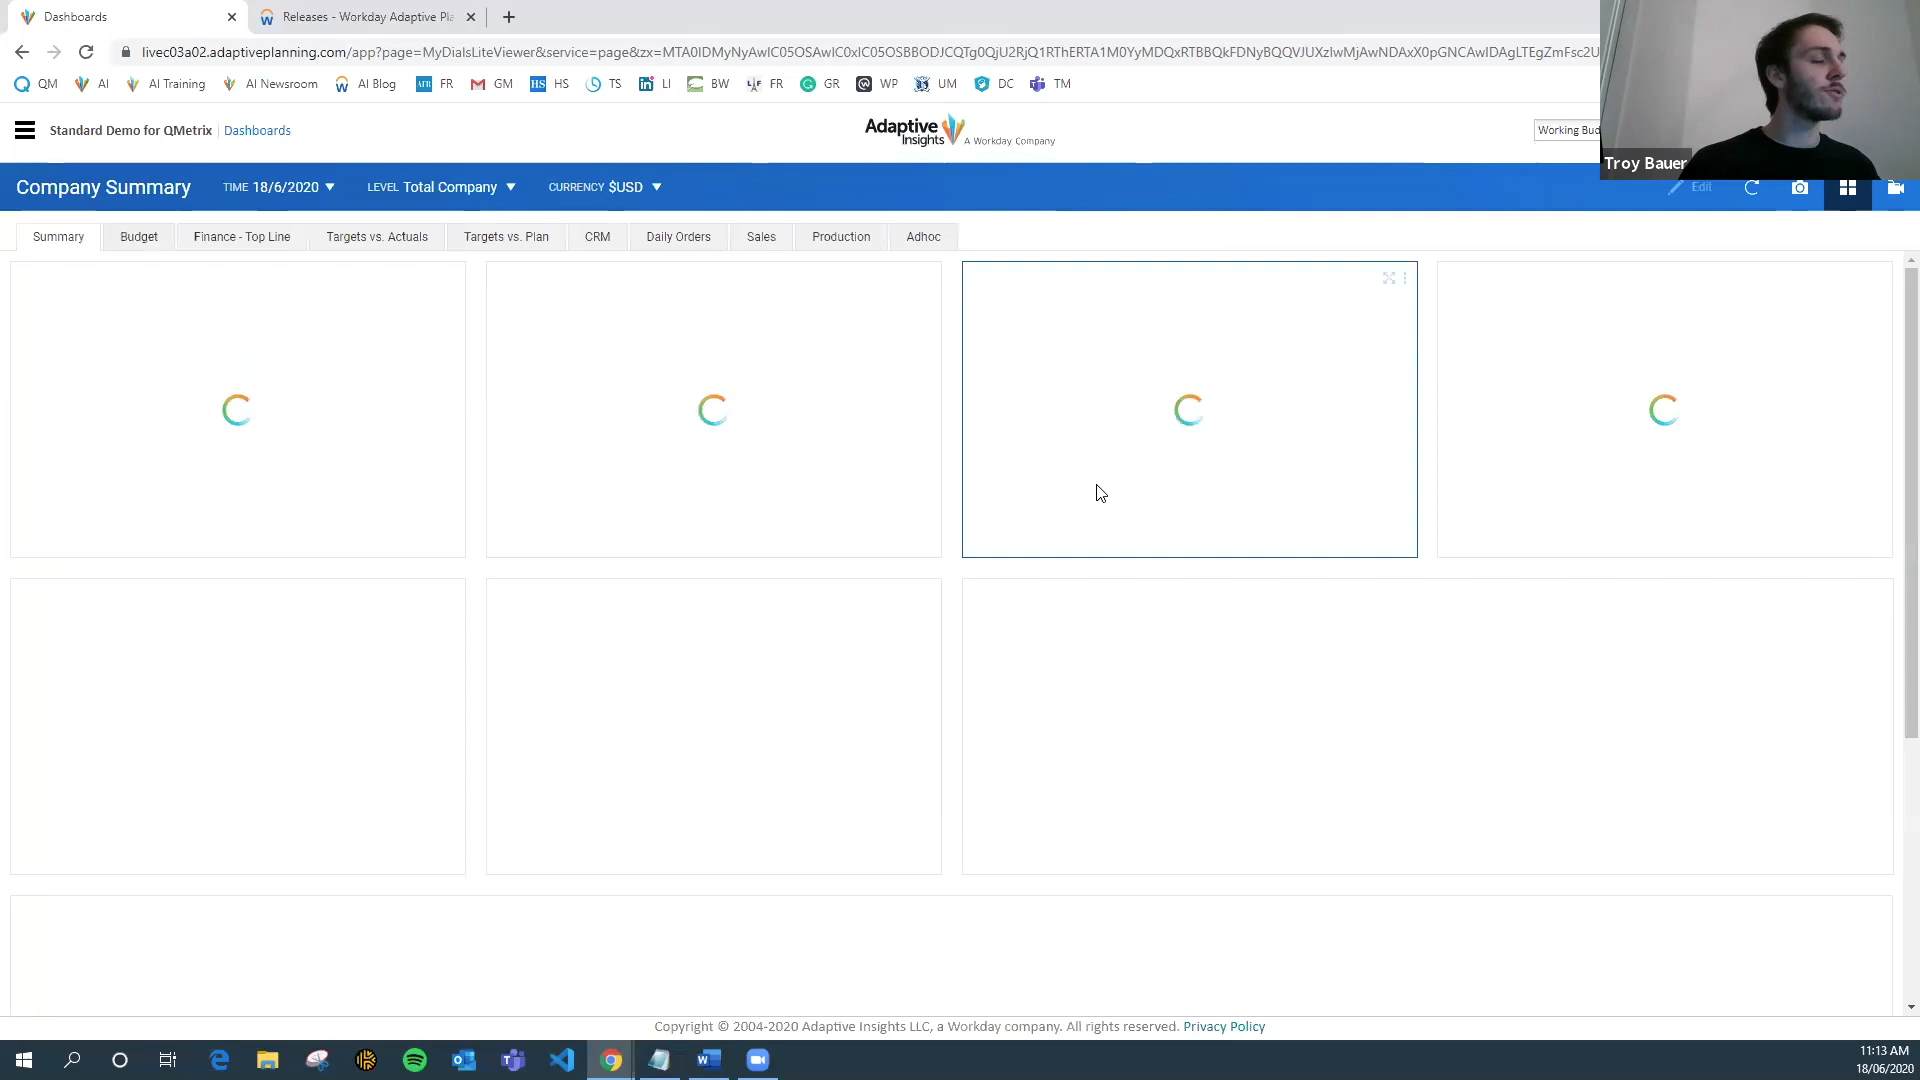 Dashboards
Releases - Workday Adaptive Pla
livec03a02.adaptiveplanning.com/app?page=MyDialsLiteViewer&service=page&zx=
QM AI AI Training AI Newsroom AI Blog FR GM HS HS TS LI BW FR GR WP UM DC TM
Standard Demo for QMetrix Dashboards
Adaptive Insights A Workday Company
Working Bud
Troy Bauer
Company Summary TIME 18/6/2020 LEVEL Total Company CURRENCY $USD Edit
Summary Budget Finance - Top Line Targets vs. Actuals Targets vs. Plan CRM Daily Orders Sales Production Adhoc
Copyright © 2004-2020 Adaptive Insights LLC, a Workday company. All rights reserved. Privacy Policy
11:13 AM
18/06/2020